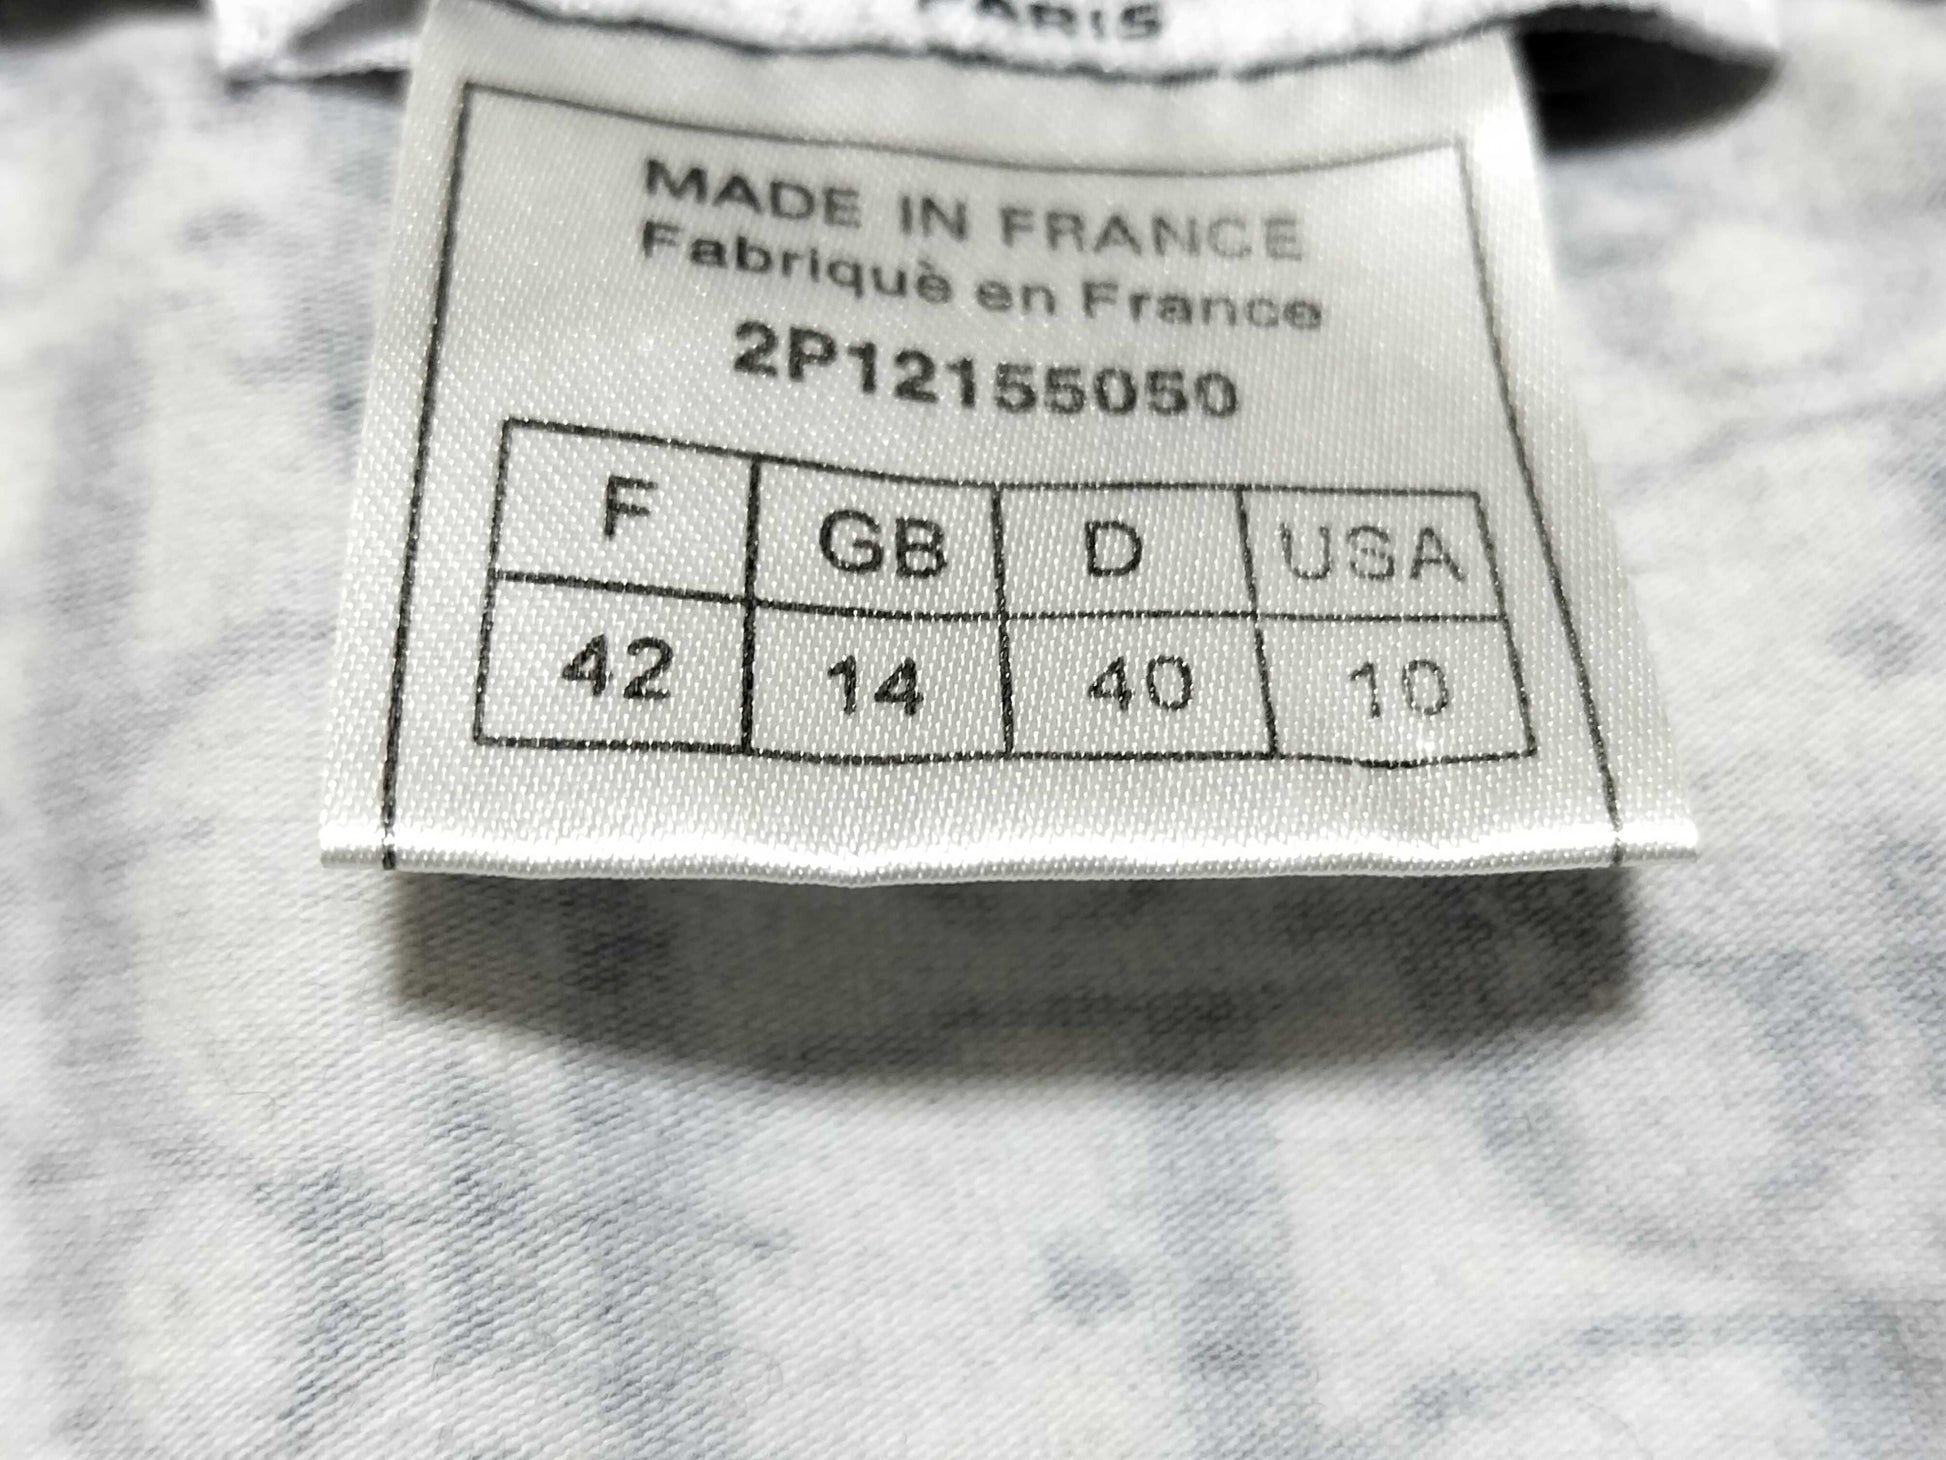 PARIS
MADE IN FRANCE
Fabriquè en France
2P12155050
F GB D USA
42 14 40 10